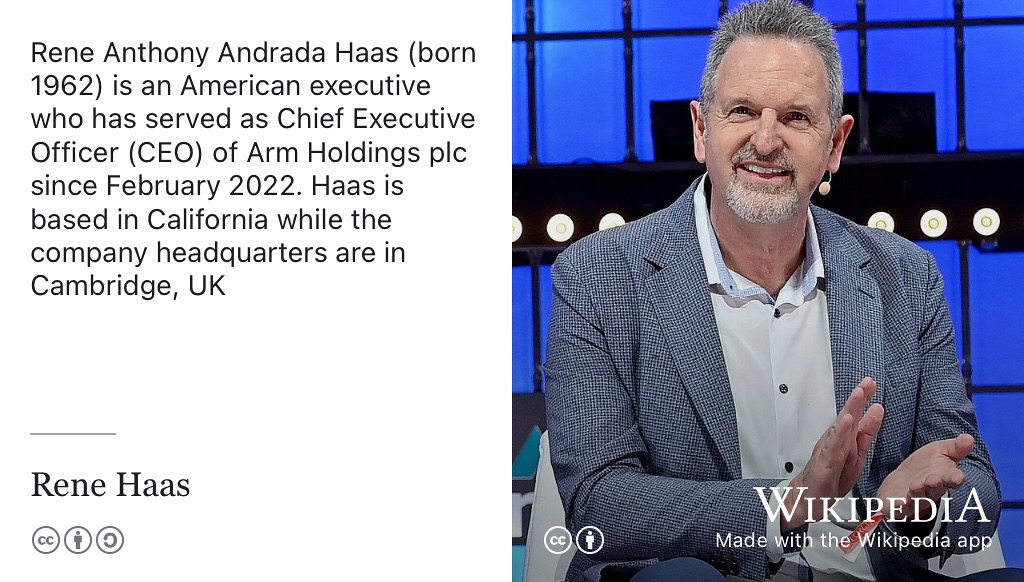 Rene Anthony Andrada Haas (born
1962) is an American executive
who has served as Chief Executive
Officer (CEO) of Arm Holdings plc
since February 2022. Haas is
based in California while the
company headquarters are in
Cambridge, UK
Rene Haas
cc
cc
WIKIPEDIA
Made with the Wikipedia app